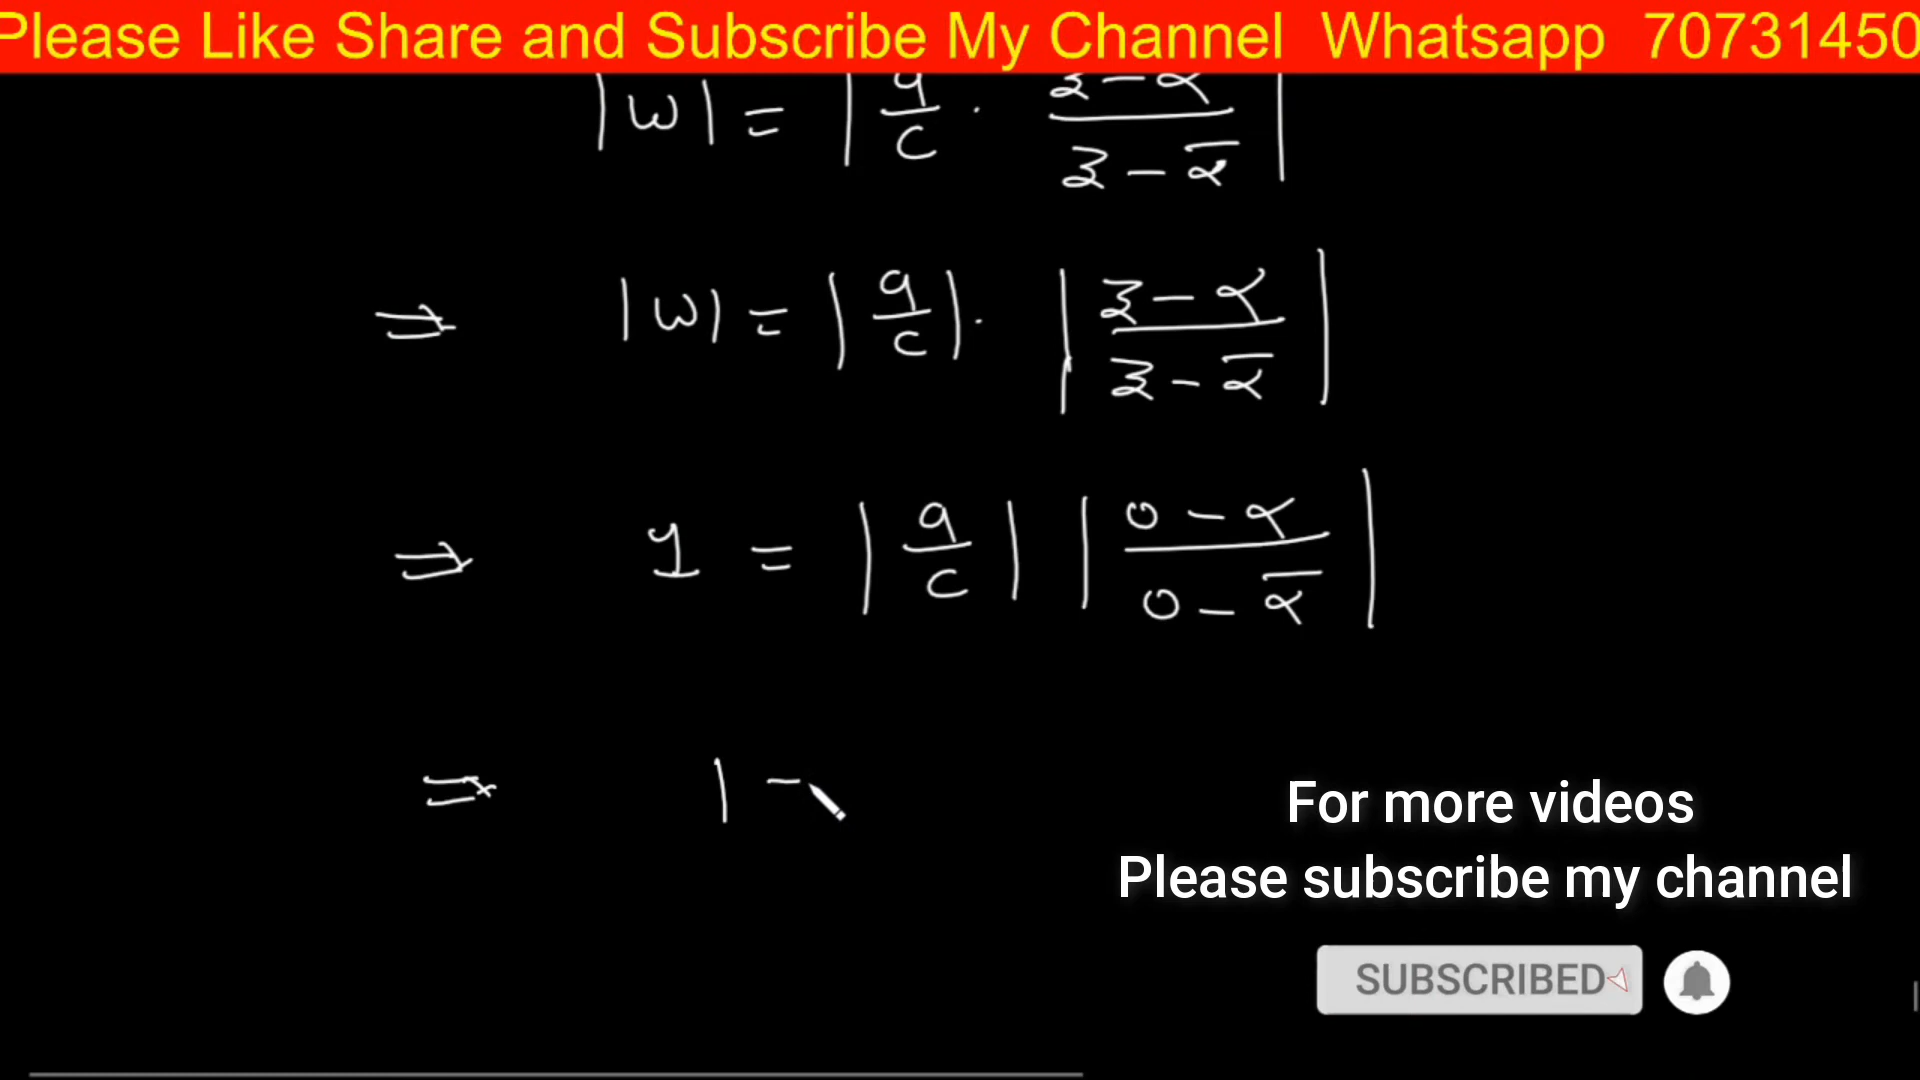 Please Like Share and Subscribe My Channel Whatsapp 70731450
|w| = |a/c · (z - α)/(z - ᾱ)|
⇒ |w| = |a/c| · |(z - α)/(z - ᾱ)|
⇒ 1 = |a/c| |(0 - α)/(0 - ᾱ)|
⇒ | -
For more videos
Please subscribe my channel
SUBSCRIBED